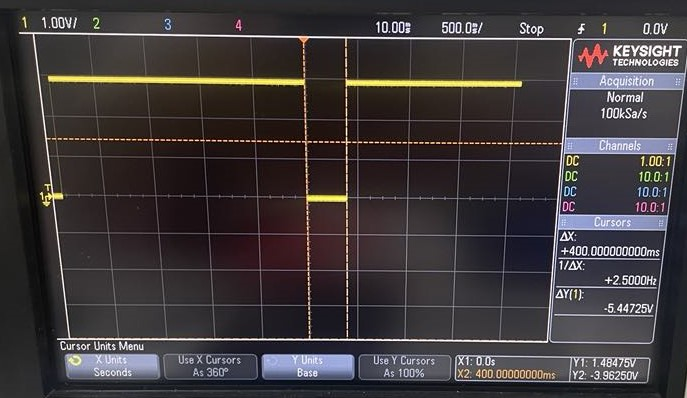 1 1.00V/ 2 3 4 10.00s 500.0s/ Stop 1 0.0V
KEYSIGHT
TECHNOLOGIES
Acquisition
Normal
100kSa/s
Channels
DC 1.00:1
DC 10.0:1
DC 10.0:1
DC 10.0:1
Cursors
ΔX:
+400.000000000ms
1/ΔX:
+2.5000Hz
ΔY(1):
-5.44725V
T
1
Cursor Units Menu
X Units
Seconds
Use X Cursors
As 360°
Y Units
Base
Use Y Cursors
As 100%
X1: 0.0s
X2: 400.00000000ms
Y1: 1.48475V
Y2: -3.96250V